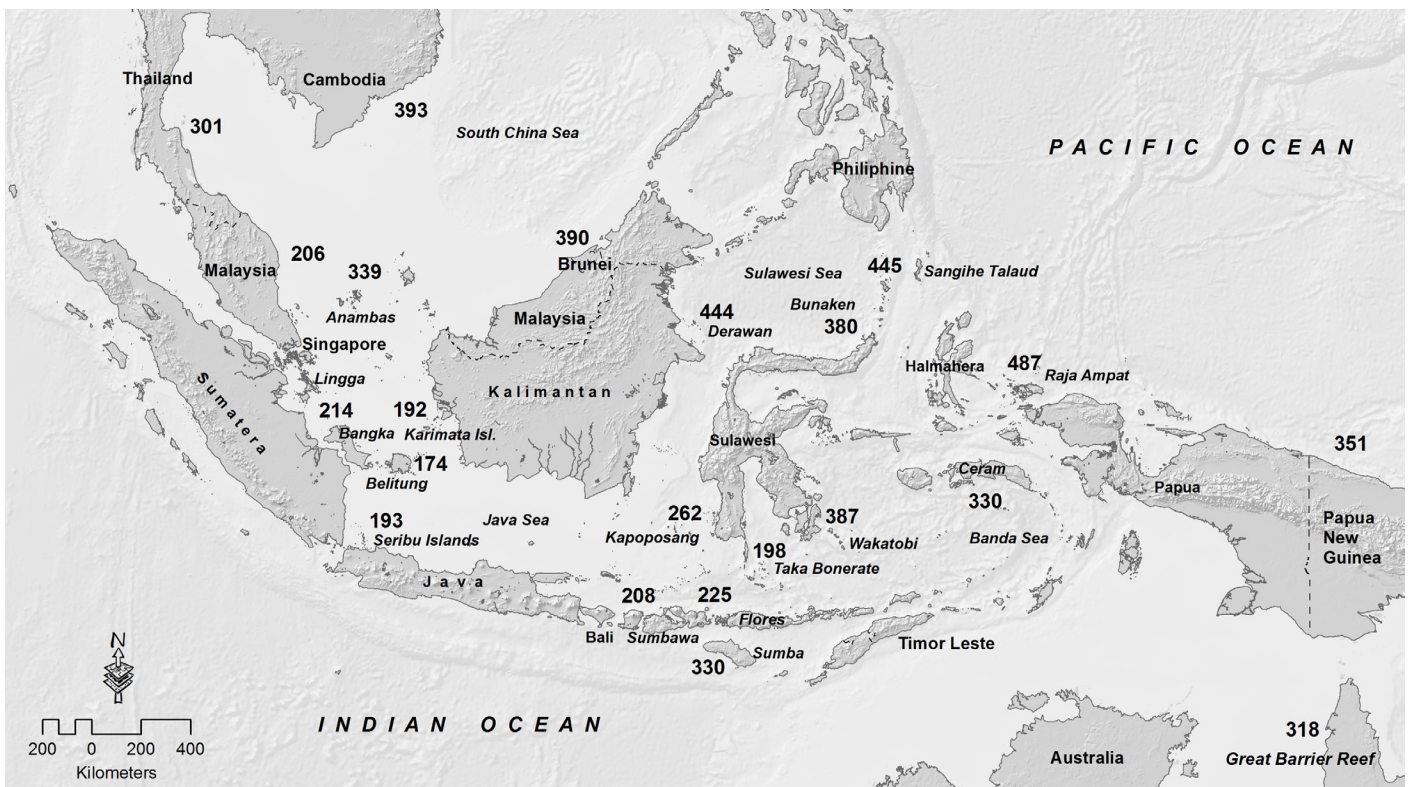 Thailand
Cambodia
393
301
South China Sea
PACIFIC OCEAN
Philiphine
206
339
Malaysia
Anambas
390
Brunei
Sulawesi Sea
445
Sangihe Talaud
Bunaken
444
Derawan
380
Malaysia
Singapore
Lingga
Sumatera
Kalimantan
Halmahera
487
Raja Ampat
214
192
Bangka
Karimata Isl.
174
Belitung
Sulawesi
351
Ceram
330
Papua
193
Seribu Islands
Java Sea
262
Kapoposang
387
Wakatobi
Banda Sea
Papua
New
Guinea
198
Taka Bonerate
Java
208
225
Flores
Bali
Sumbawa
330
Sumba
Timor Leste
N
INDIAN OCEAN
200 0 200 400
Kilometers
318
Australia
Great Barrier Reef